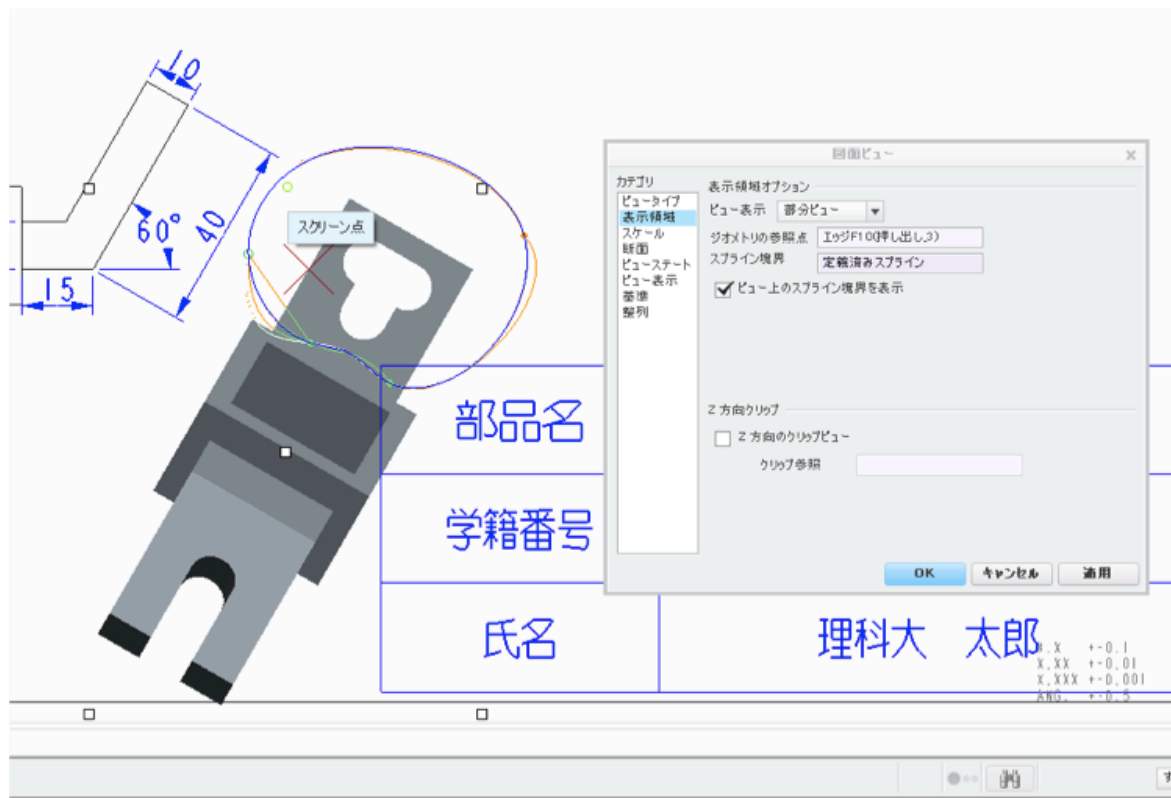 10
40
60°
15
スクリーン点
図面ビュー
カテゴリ
ビュータイプ
表示領域
スケール
断面
ビューステート
ビュー表示
基準
整列
表示領域オプション
ビュー表示 部分ビュー
ジオメトリの参照点 エッジF10(押し出し_3)
スプライン境界 定義済みスプライン
ビュー上のスプライン境界を表示
Z 方向クリップ
Z 方向のクリップビュー
クリップ参照
OK キャンセル 適用
部品名
学籍番号
氏名 理科大 太郎
X.X +-0.1
X.XX +-0.01
X.XXX +-0.001
ANG. +-0.5